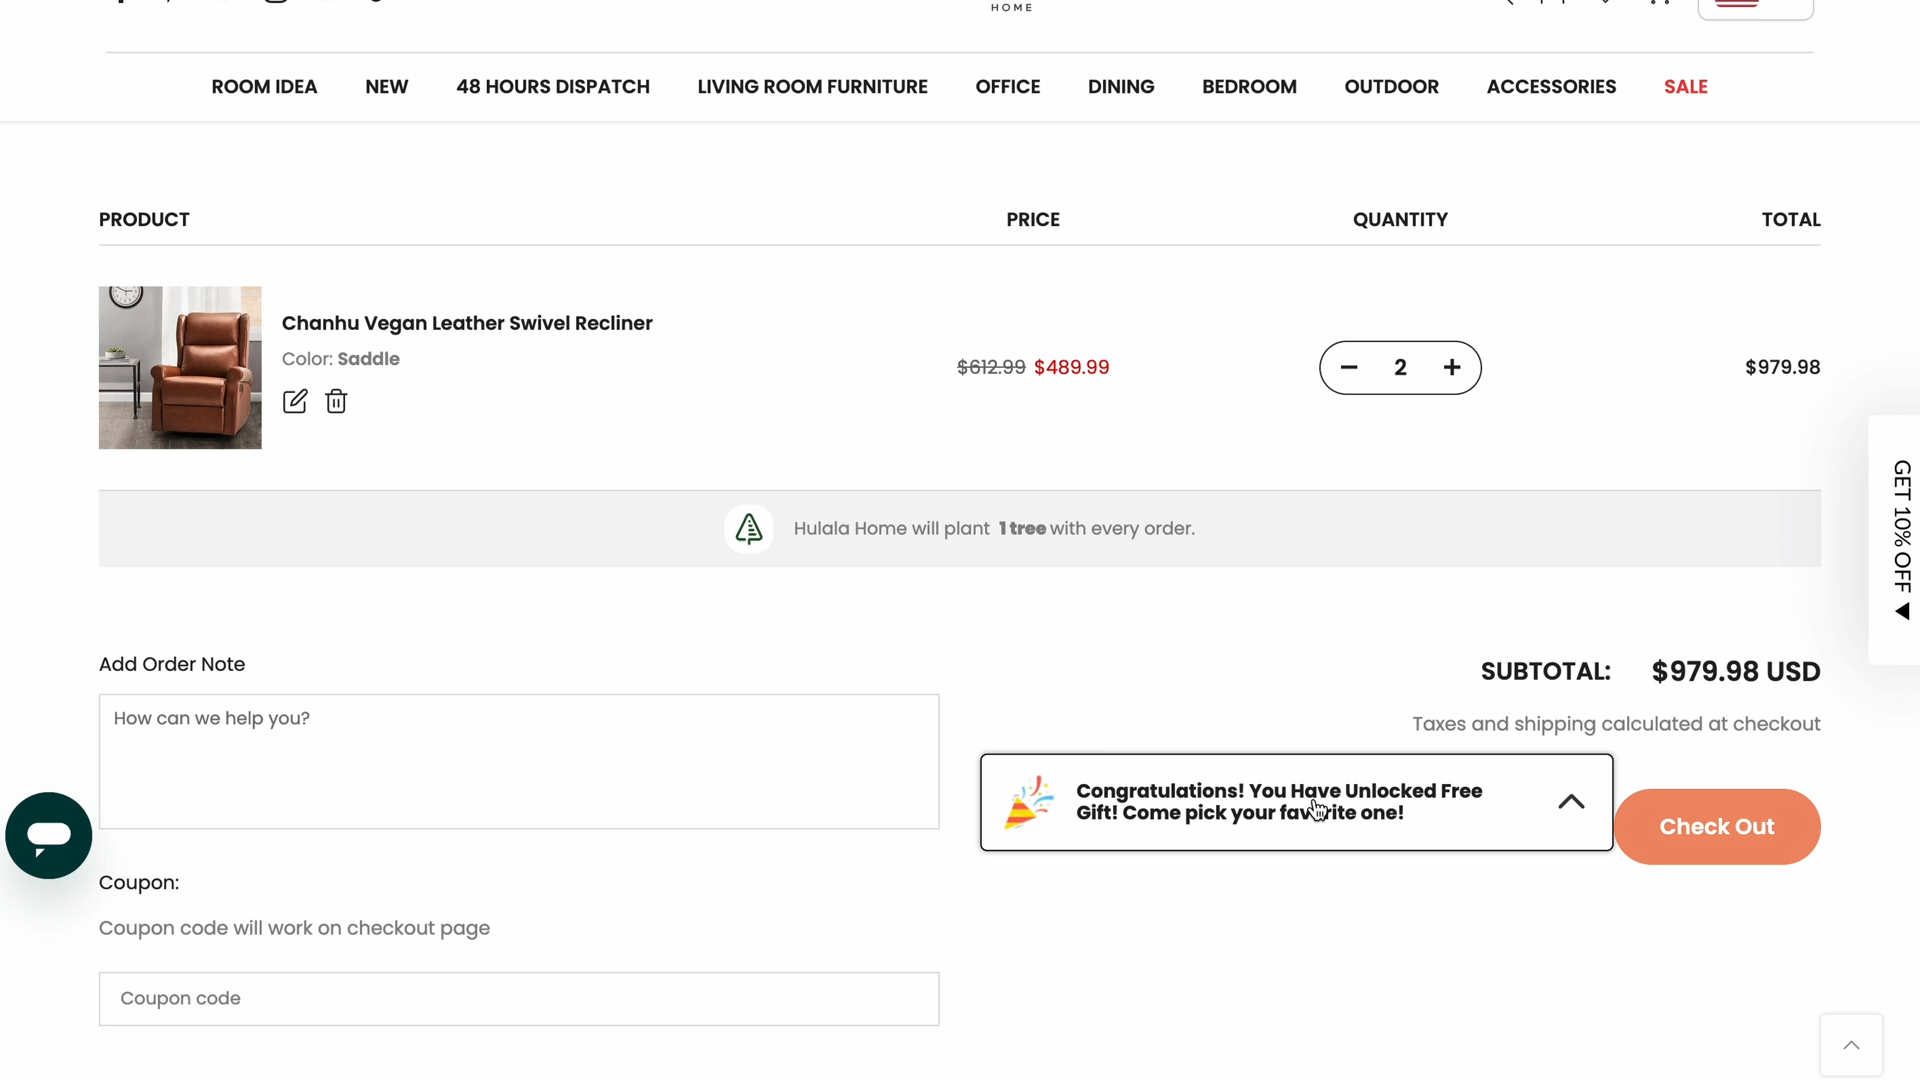 HOME
ROOM IDEA NEW 48 HOURS DISPATCH LIVING ROOM FURNITURE OFFICE DINING BEDROOM OUTDOOR ACCESSORIES SALE
PRODUCT PRICE QUANTITY TOTAL
Chanhu Vegan Leather Swivel Recliner
Color: Saddle
$612.99 $489.99 − 2 + $979.98
GET 10% OFF
Hulala Home will plant 1 tree with every order.
Add Order Note
How can we help you?
SUBTOTAL: $979.98 USD
Taxes and shipping calculated at checkout
Congratulations! You Have Unlocked Free
Gift! Come pick your favorite one!
Check Out
Coupon:
Coupon code will work on checkout page
Coupon code